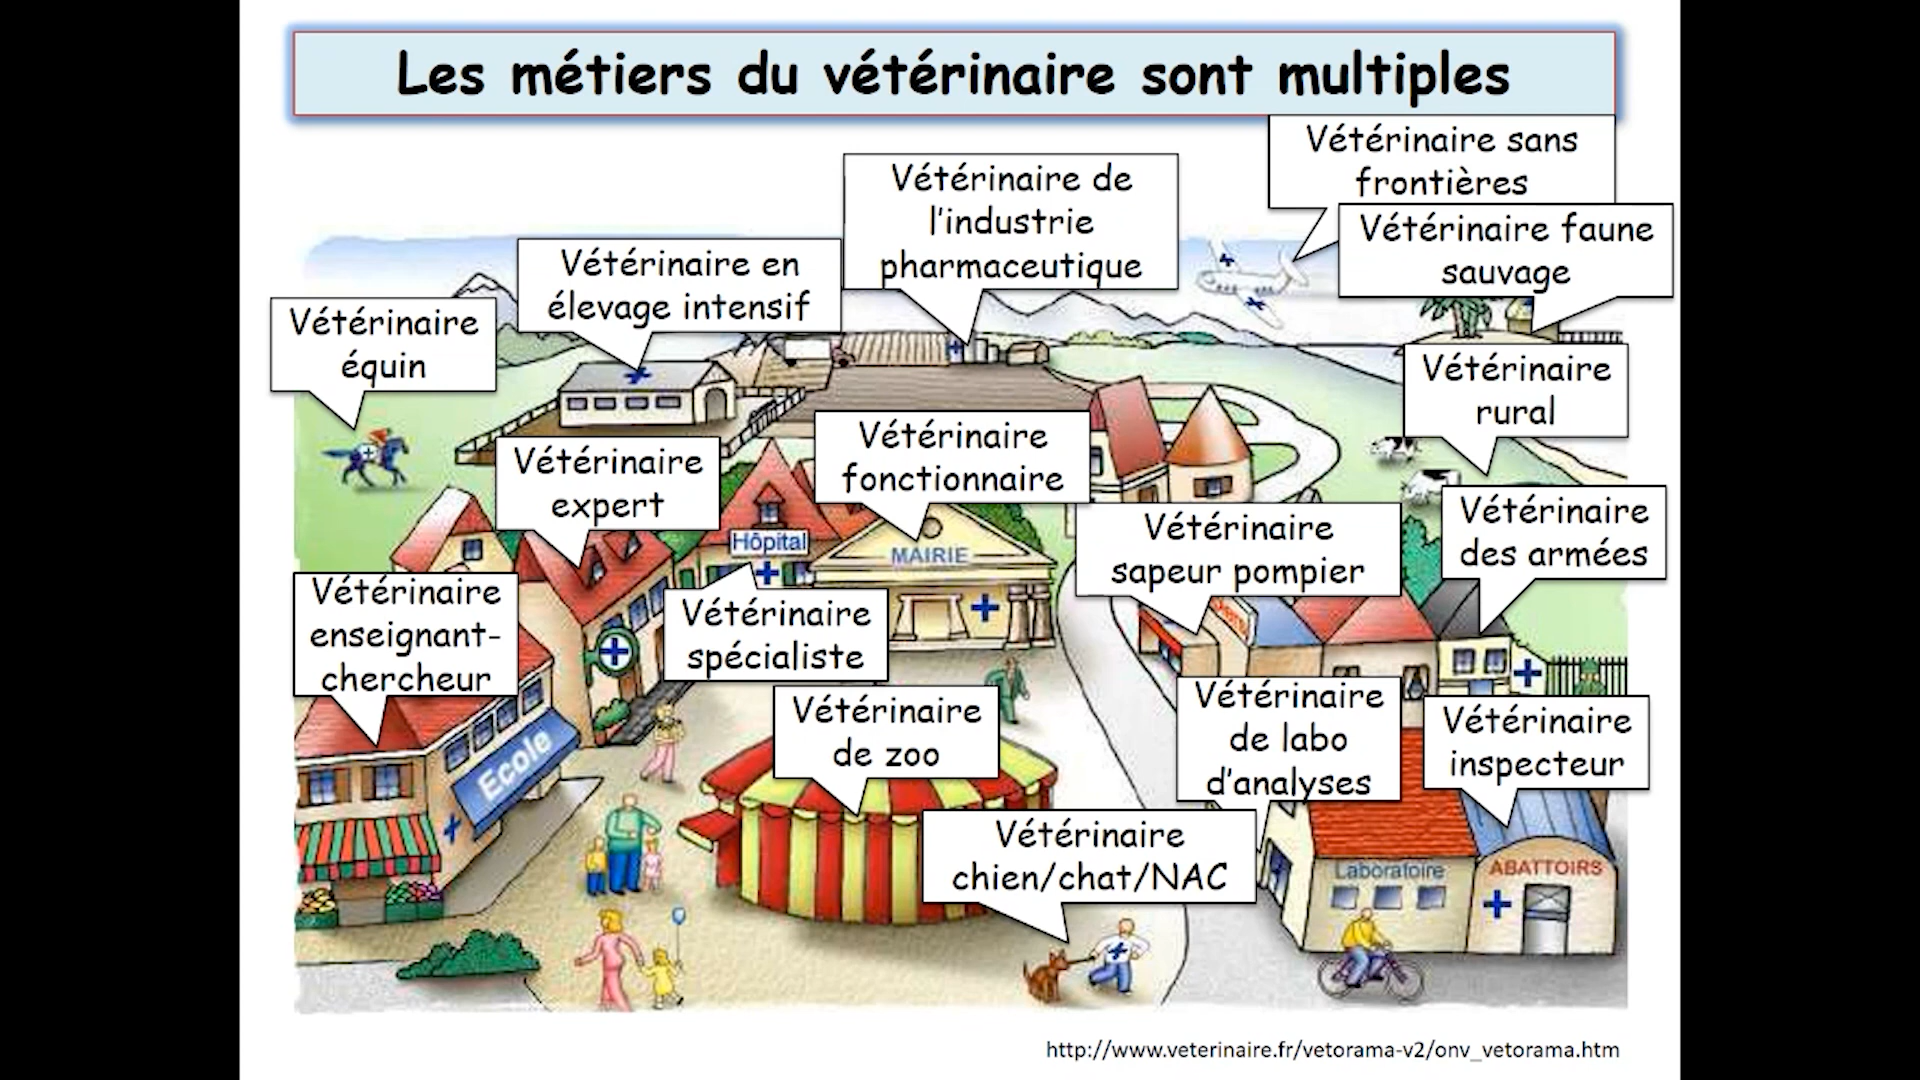 Les métiers du vétérinaire sont multiples
Vétérinaire sans
frontières
Vétérinaire de
l'industrie
pharmaceutique
Vétérinaire faune
sauvage
Vétérinaire en
élevage intensif
Vétérinaire
équin
Vétérinaire
rural
Vétérinaire
fonctionnaire
Vétérinaire
expert
Vétérinaire
des armées
Vétérinaire
sapeur pompier
Hôpital
MAIRIE
Vétérinaire
enseignant-
chercheur
Vétérinaire
spécialiste
Vétérinaire
de zoo
Vétérinaire
de labo
d'analyses
Vétérinaire
inspecteur
Ecole
Vétérinaire
chien/chat/NAC
Laboratoire
ABATTOIRS
http://www.veterinaire.fr/vetorama-v2/onv_vetorama.htm